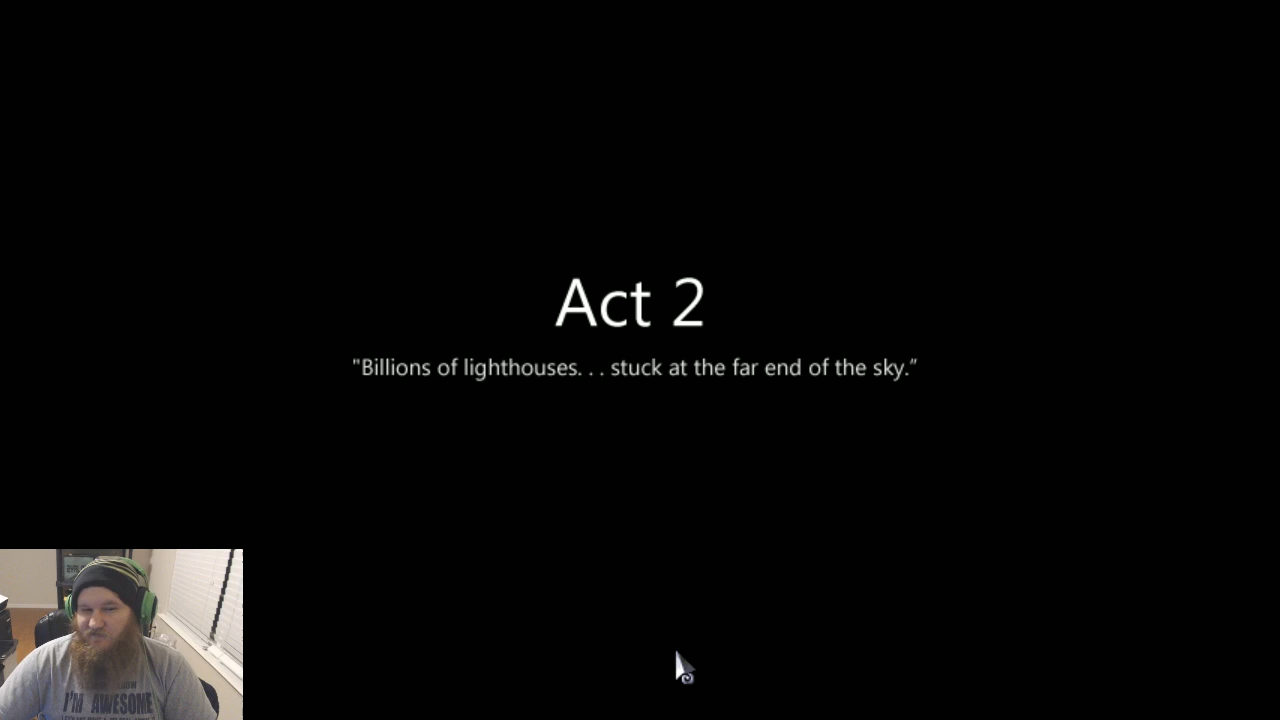 Act 2
"Billions of lighthouses. . . stuck at the far end of the sky.”
I'M AWESOME